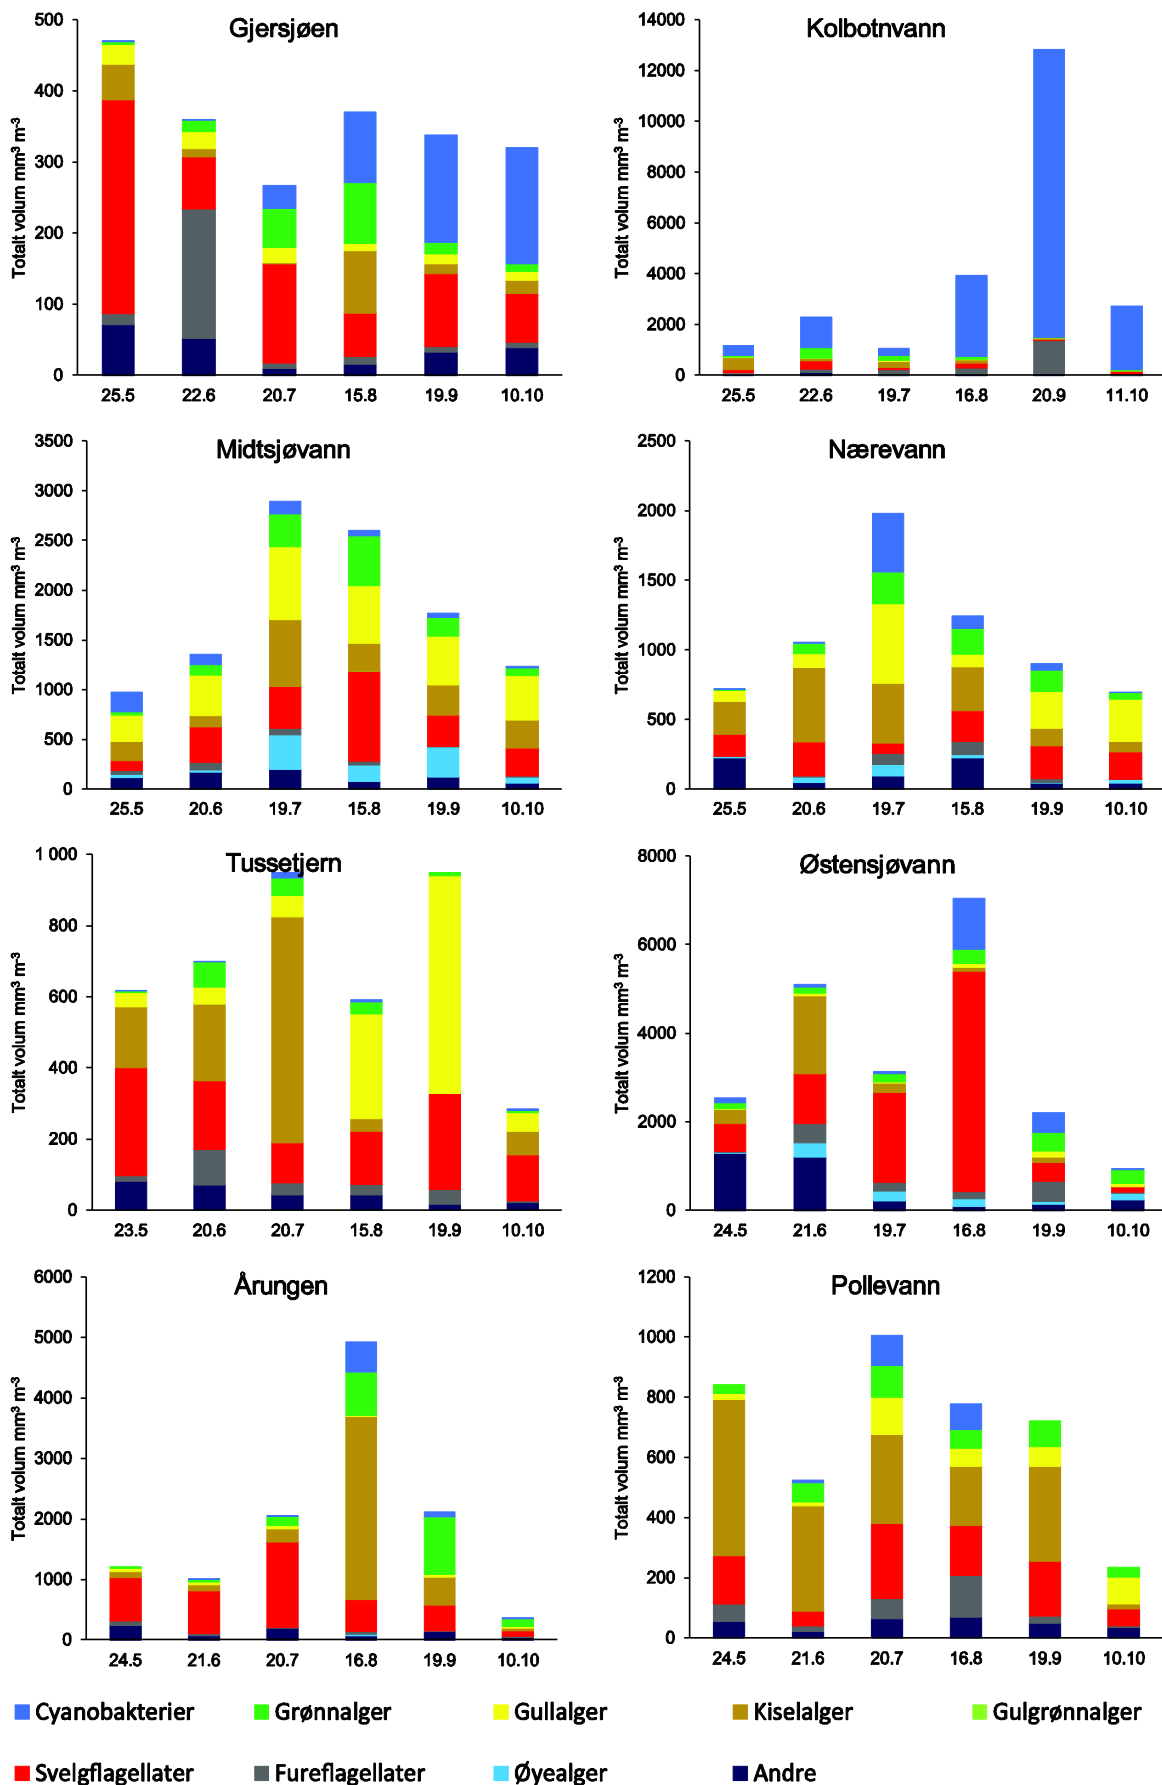 Gjersjøen
Totalt volum mm³ m⁻³
500
400
300
200
100
0
25.5 22.6 20.7 15.8 19.9 10.10
Kolbotnvann
Totalt volum mm³ m⁻³
14000
12000
10000
8000
6000
4000
2000
0
25.5 22.6 19.7 16.8 20.9 11.10
Midtsjøvann
Totalt volum mm³ m⁻³
3500
3000
2500
2000
1500
1000
500
0
25.5 20.6 19.7 15.8 19.9 10.10
Nærevann
Totalt volum mm³ m⁻³
2500
2000
1500
1000
500
0
25.5 20.6 19.7 15.8 19.9 10.10
Tussetjern
Totalt volum mm³ m⁻³
1 000
800
600
400
200
0
23.5 20.6 20.7 15.8 19.9 10.10
Østensjøvann
Totalt volum mm³ m⁻³
8000
6000
4000
2000
0
24.5 21.6 19.7 16.8 19.9 10.10
Årungen
Totalt volum mm³ m⁻³
6000
5000
4000
3000
2000
1000
0
24.5 21.6 20.7 16.8 19.9 10.10
Pollevann
Totalt volum mm³ m⁻³
1200
1000
800
600
400
200
0
24.5 21.6 20.7 16.8 19.9 10.10
Cyanobakterier Grønnalger Gullalger Kiselalger Gulgrønnalger
Svelgflagellater Fureflagellater Øyealger Andre